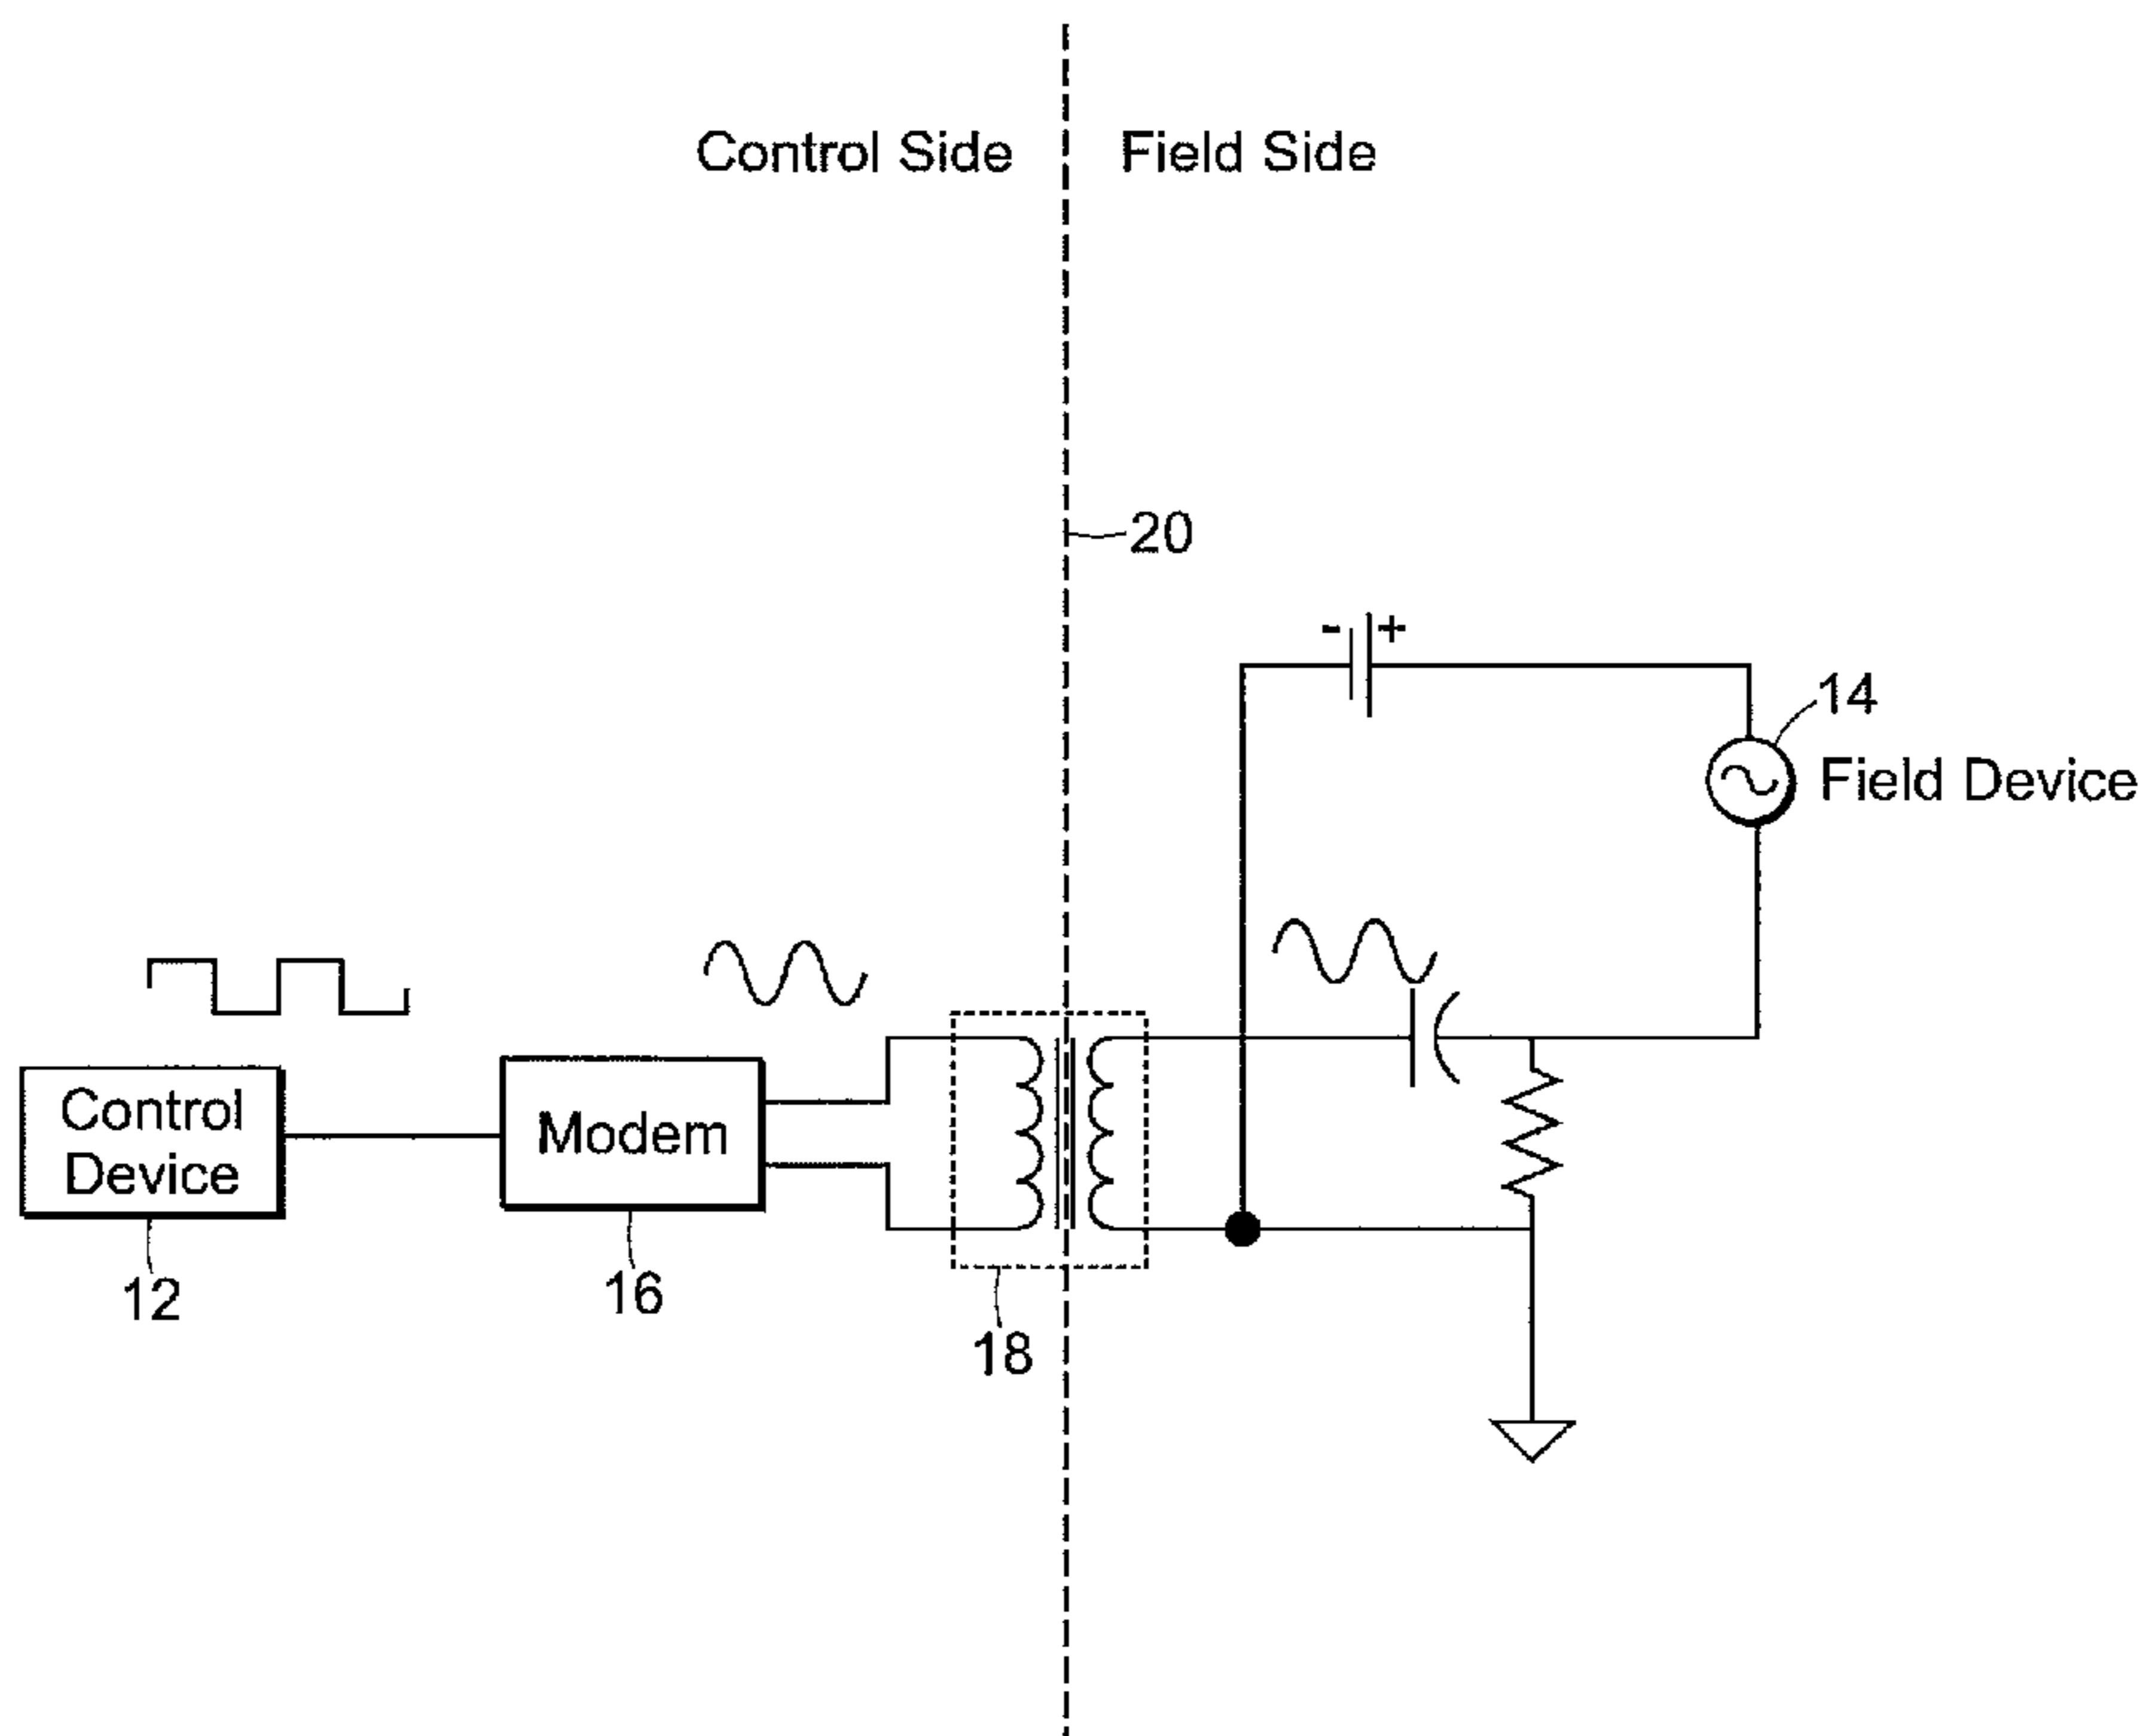 Control Side
Field Side
20
- +
14
Field Device
Control
Device
Modem
12
16
18